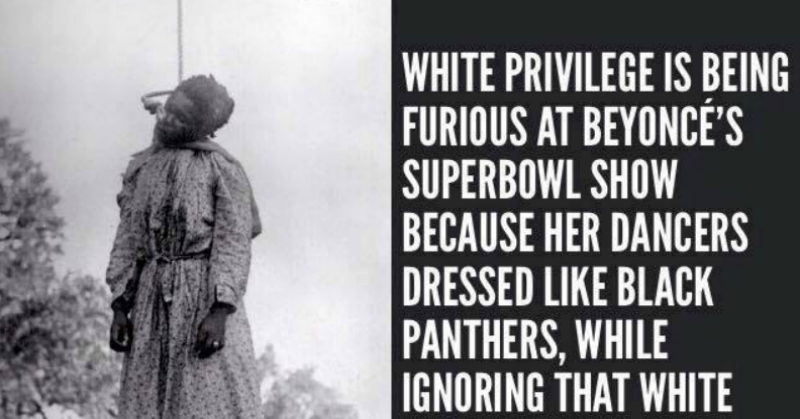 WHITE PRIVILEGE IS BEING
FURIOUS AT BEYONCÉ'S
SUPERBOWL SHOW
BECAUSE HER DANCERS
DRESSED LIKE BLACK
PANTHERS, WHILE
IGNORING THAT WHITE